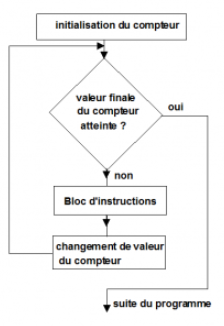 initialisation du compteur
valeur finale
du compteur
atteinte ?
oui
non
Bloc d'instructions
changement de valeur
du compteur
suite du programme